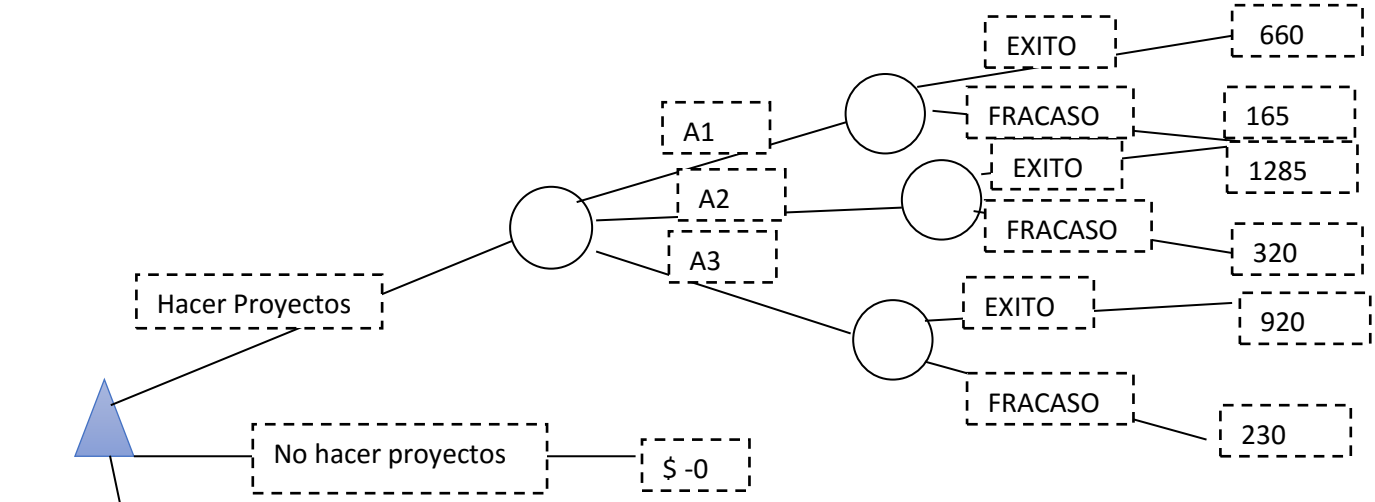 EXITO
660
FRACASO
165
A1
EXITO
1285
A2
FRACASO
320
A3
Hacer Proyectos
EXITO
920
FRACASO
230
No hacer proyectos
$ -0